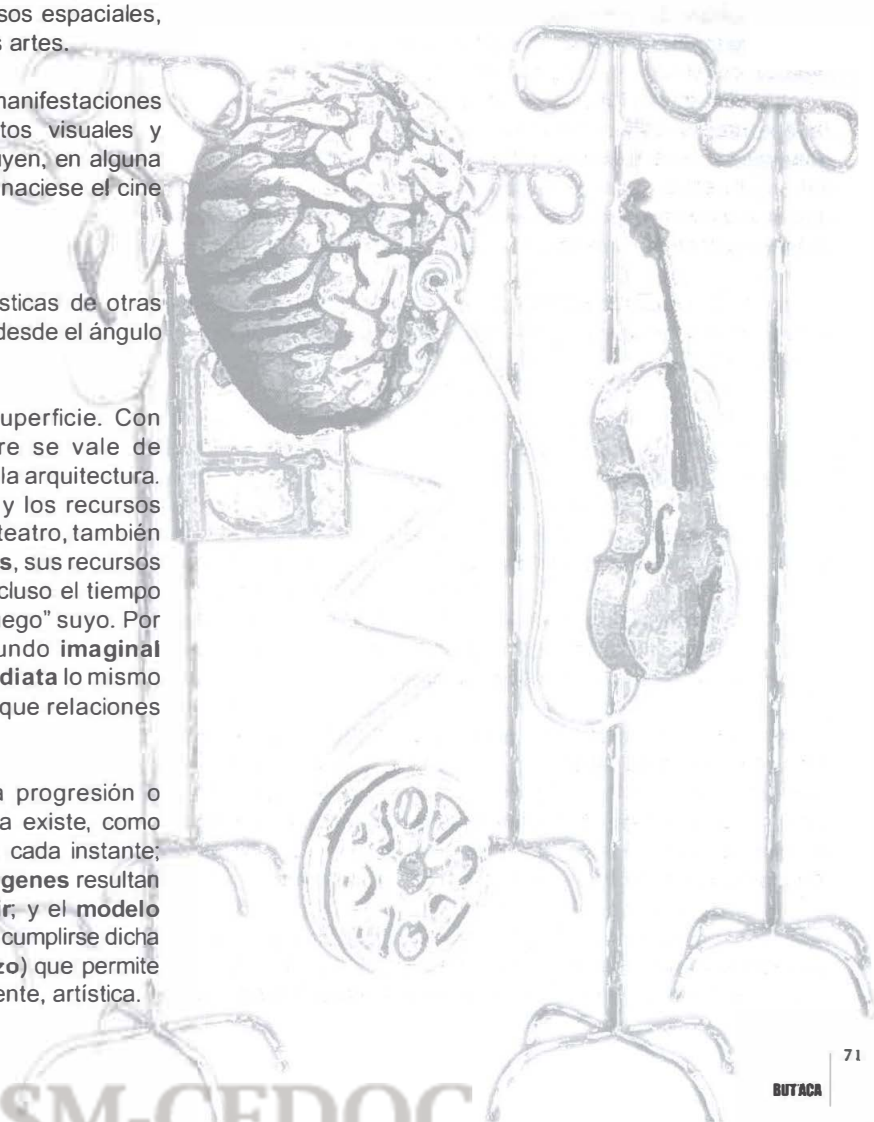 sos espaciales,
s artes.
nanifestaciones
tos visuales y
uyen, en alguna
naciese el cine
sticas de otras
desde el ángulo
uperficie. Con
re se vale de
la arquitectura.
y los recursos
teatro, también
s, sus recursos
cluso el tiempo
ego" suyo. Por
undo imaginal
diata lo mismo
que relaciones
a progresión o
a existe, como
cada instante;
genes resultan
ir; y el modelo
cumplirse dicha
zo) que permite
ente, artística.
71
BUTACA
SM-CEDOC